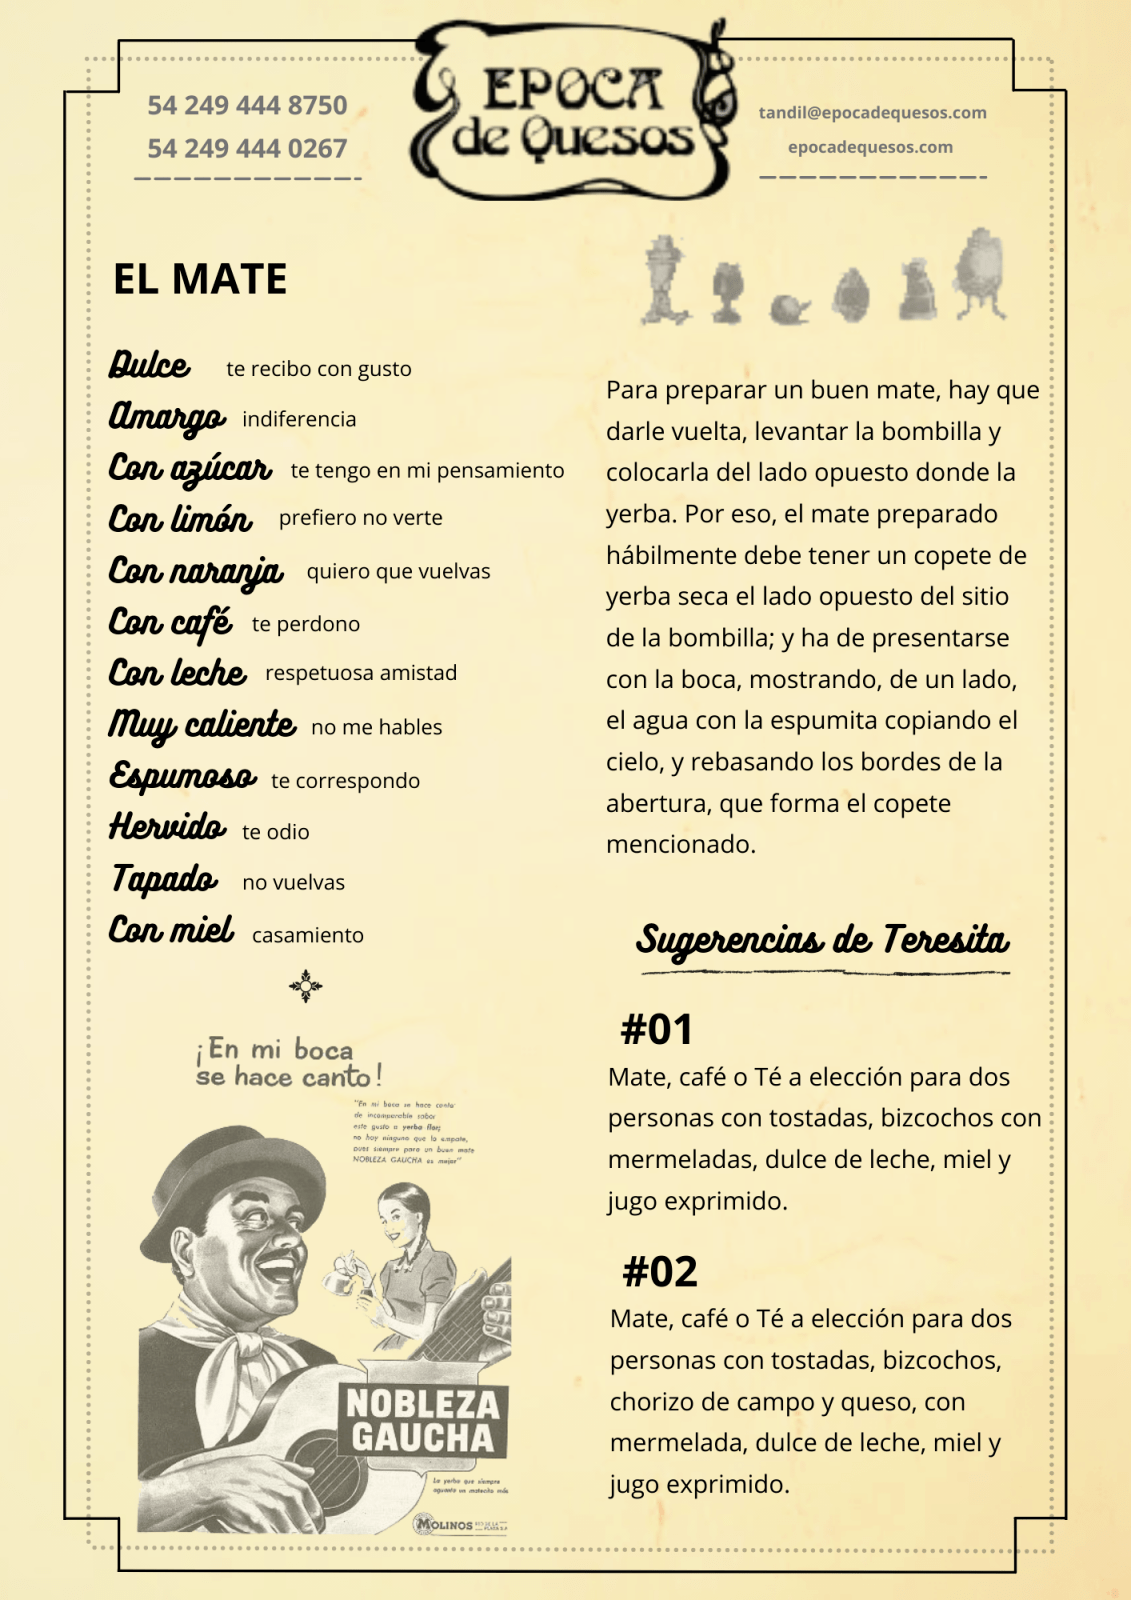 54 249 444 8750
54 249 444 0267
EPOCA
de Quesos
tandil@epocadequesos.com
epocadequesos.com
EL MATE
Dulce te recibo con gusto
Amargo indiferencia
Con azúcar te tengo en mi pensamiento
Con limón prefiero no verte
Con naranja quiero que vuelvas
Con café te perdono
Con leche respetuosa amistad
Muy caliente no me hables
Espumoso te correspondo
Hervido te odio
Tapado no vuelvas
Con miel casamiento
¡En mi boca
se hace canto!
"En mi boca se hace canto
de incomparable sabor
este gusto a yerba flor;
no hay ninguno que lo empate,
pues siempre para un buen mate
NOBLEZA GAUCHA es mejor"
NOBLEZA
GAUCHA
La yerba que siempre
aguanta un matecito más
MOLINOS RIO DE LA
PLATA S.A
Para preparar un buen mate, hay que
darle vuelta, levantar la bombilla y
colocarla del lado opuesto donde la
yerba. Por eso, el mate preparado
hábilmente debe tener un copete de
yerba seca el lado opuesto del sitio
de la bombilla; y ha de presentarse
con la boca, mostrando, de un lado,
el agua con la espumita copiando el
cielo, y rebasando los bordes de la
abertura, que forma el copete
mencionado.
Sugerencias de Teresita
#01
Mate, café o Té a elección para dos
personas con tostadas, bizcochos con
mermeladas, dulce de leche, miel y
jugo exprimido.
#02
Mate, café o Té a elección para dos
personas con tostadas, bizcochos,
chorizo de campo y queso, con
mermelada, dulce de leche, miel y
jugo exprimido.